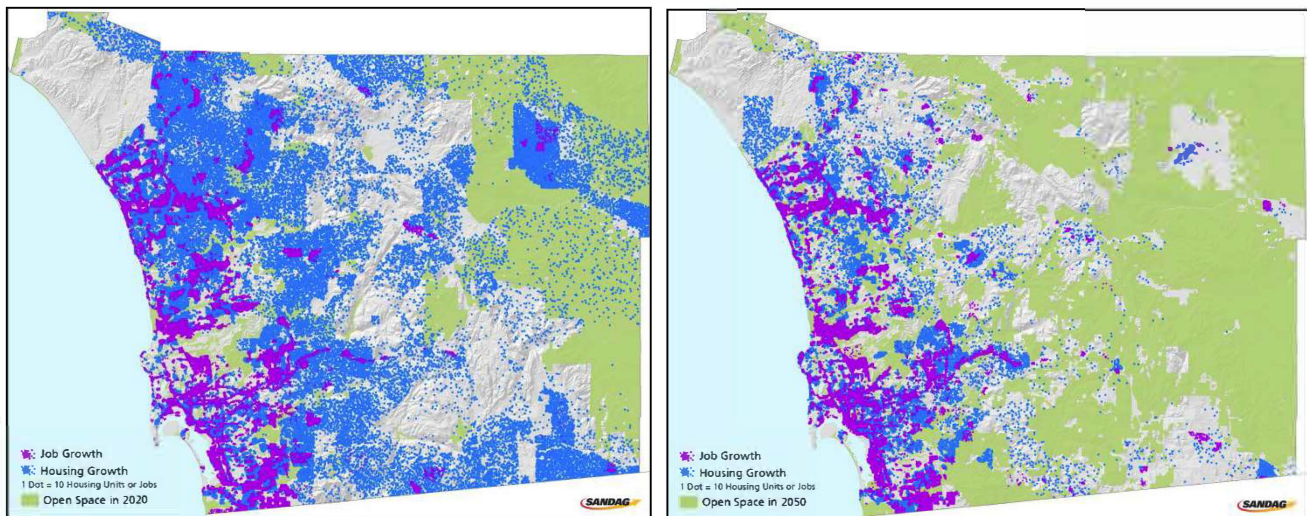 Job Growth
Housing Growth
1 Dot = 10 Housing Units or Jobs
Open Space in 2020
SANDAG
Job Growth
Housing Growth
1 Dot = 10 Housing Units or Jobs
Open Space in 2050
SANDAG